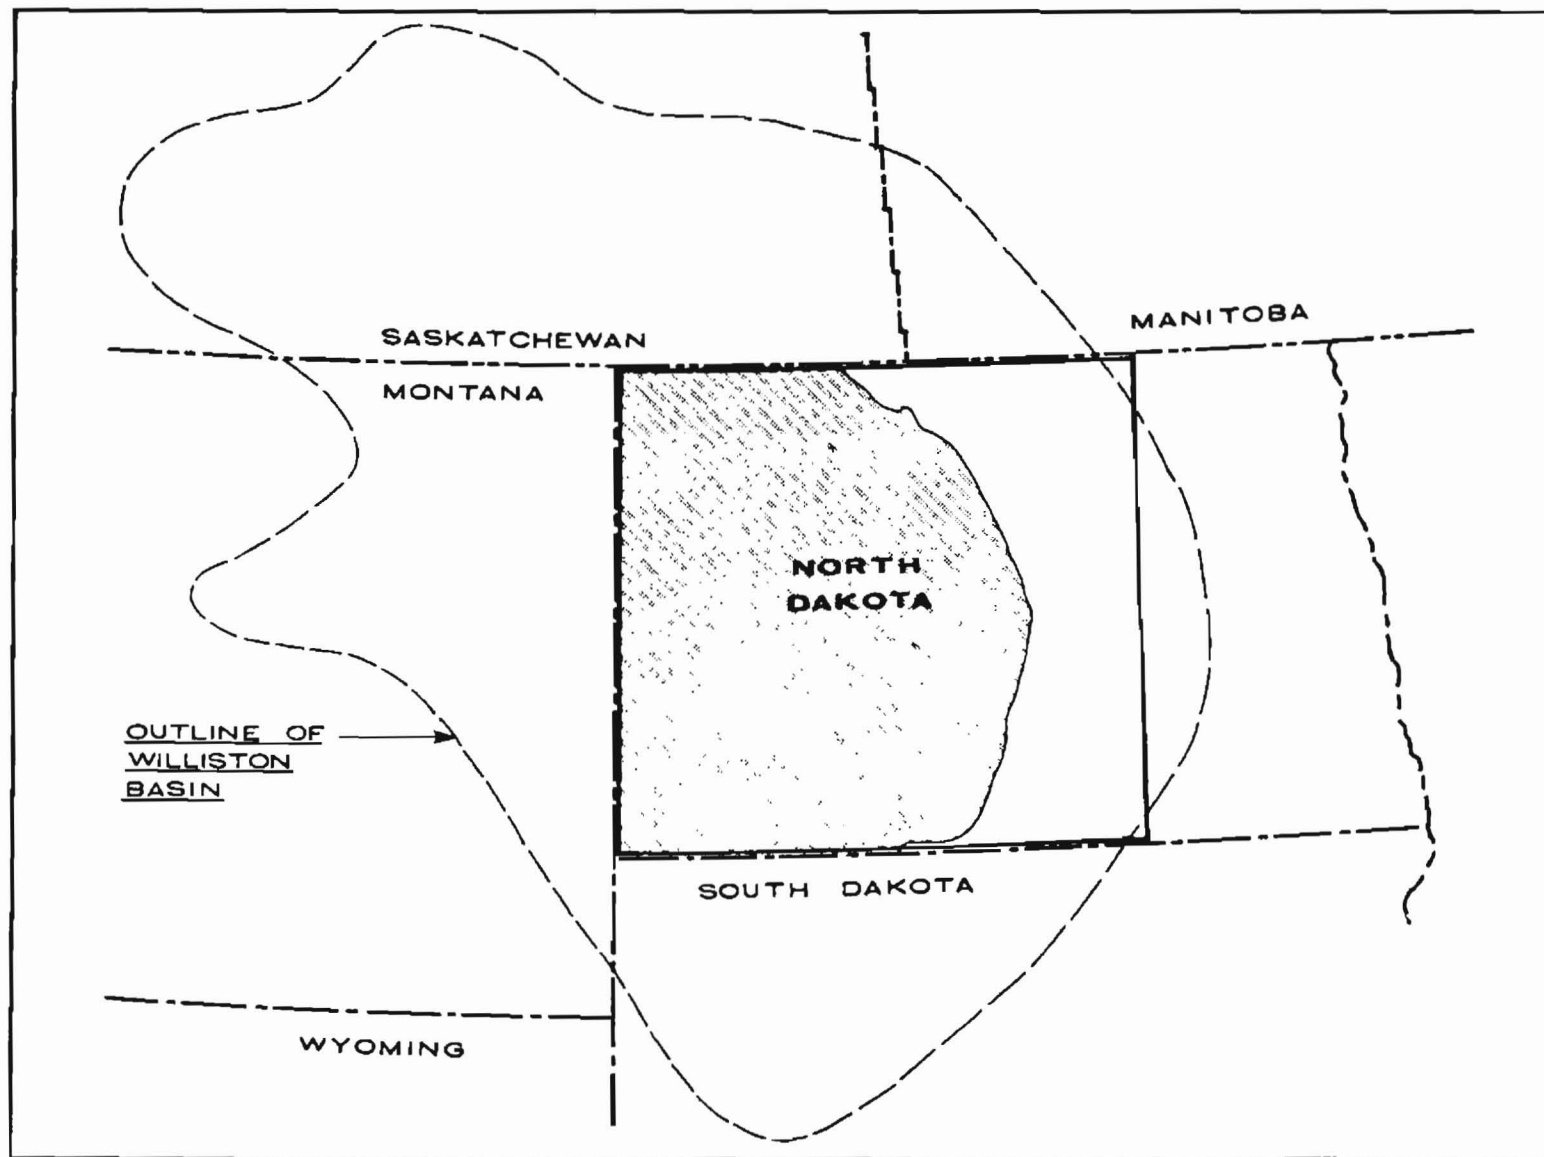 SASKATCHEWAN
MANITOBA
MONTANA
NORTH
DAKOTA
OUTLINE OF
WILLISTON
BASIN
SOUTH DAKOTA
WYOMING